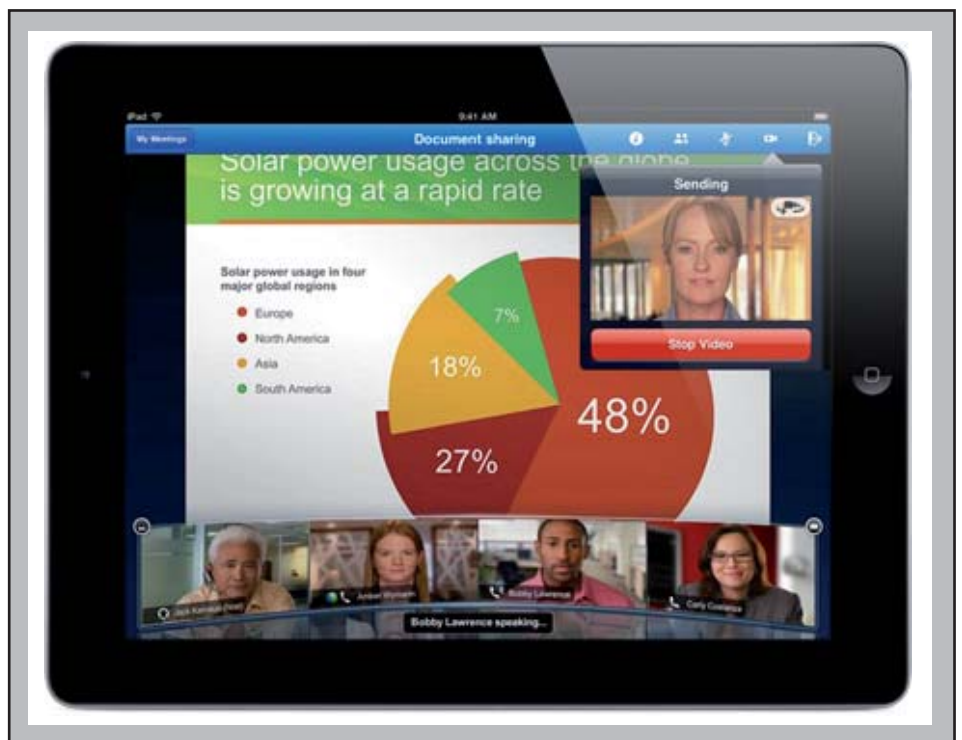 iPad
9:41 AM
My Meetings
Document sharing
Solar power usage across the globe
is growing at a rapid rate
Sending
Stop Video
Solar power usage in four
major global regions
Europe
North America
Asia
South America
7%
18%
48%
27%
Amber
Bobby Lawrence
Carly
Bobby Lawrence speaking...